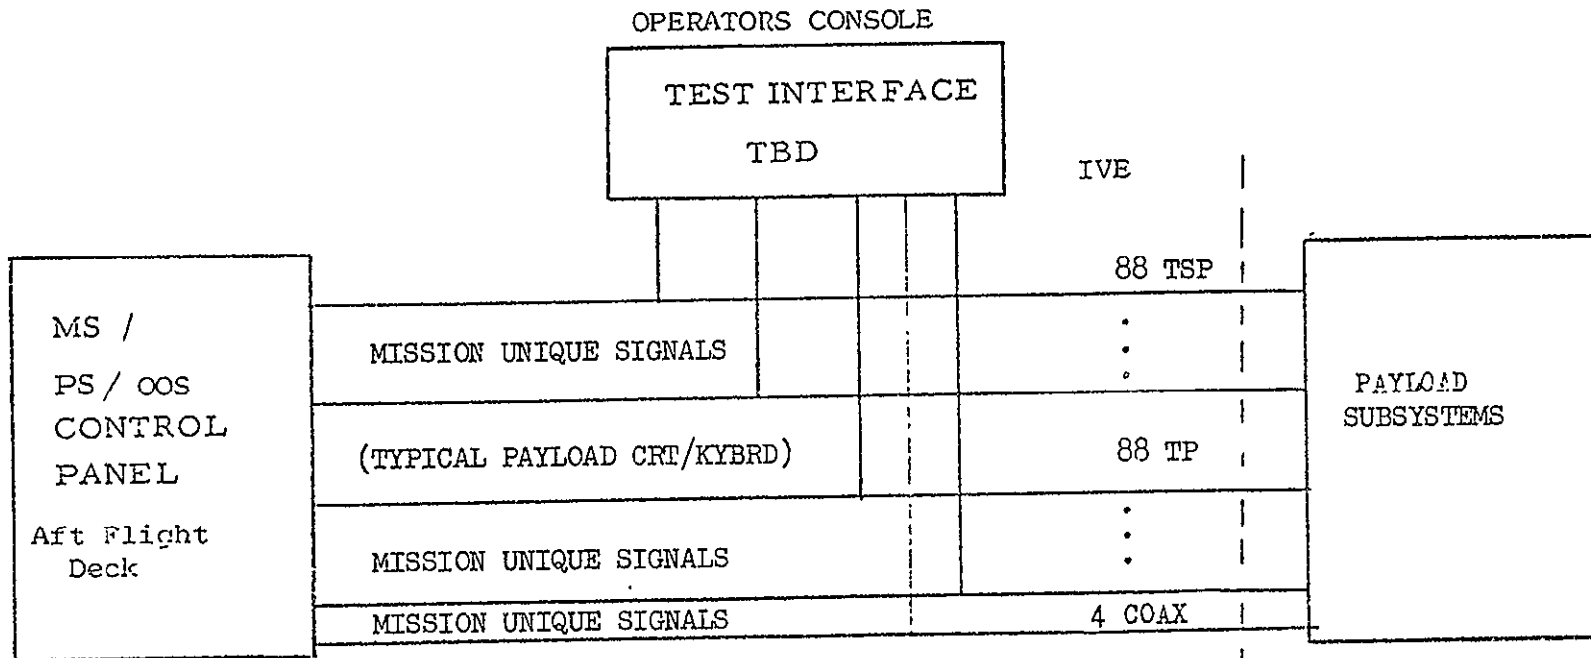 OPERATORS CONSOLE
TEST INTERFACE
TBD
IVE
88 TSP
MS /
PS / OOS
CONTROL
PANEL
Aft Flight
Deck
MISSION UNIQUE SIGNALS
(TYPICAL PAYLOAD CRT/KYBRD)
88 TP
MISSION UNIQUE SIGNALS
MISSION UNIQUE SIGNALS
4 COAX
PAYLOAD
SUBSYSTEMS